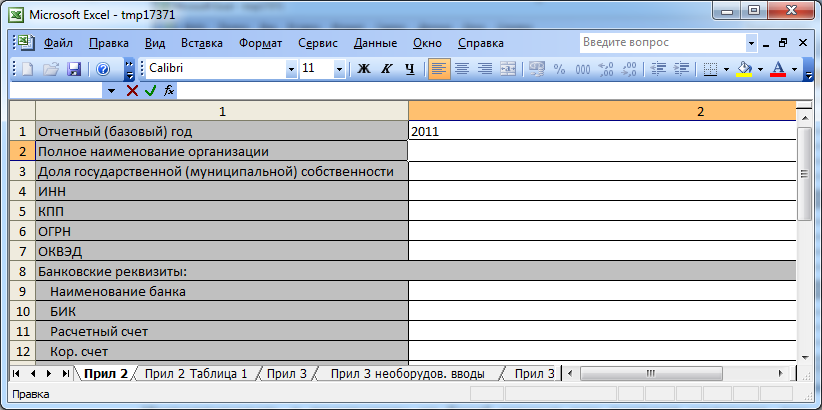 Microsoft Excel - tmp17371
Файл Правка Вид Вставка Формат Сервис Данные Окно Справка Введите вопрос
Calibri 11 Ж К Ч % 000
fx
1 2
1 Отчетный (базовый) год 2011
2 Полное наименование организации
3 Доля государственной (муниципальной) собственности
4 ИНН
5 КПП
6 ОГРН
7 ОКВЭД
8 Банковские реквизиты:
9 Наименование банка
10 БИК
11 Расчетный счет
12 Кор. счет
Прил 2 Прил 2 Таблица 1 Прил 3 Прил 3 необорудов. вводы Прил 3
Правка